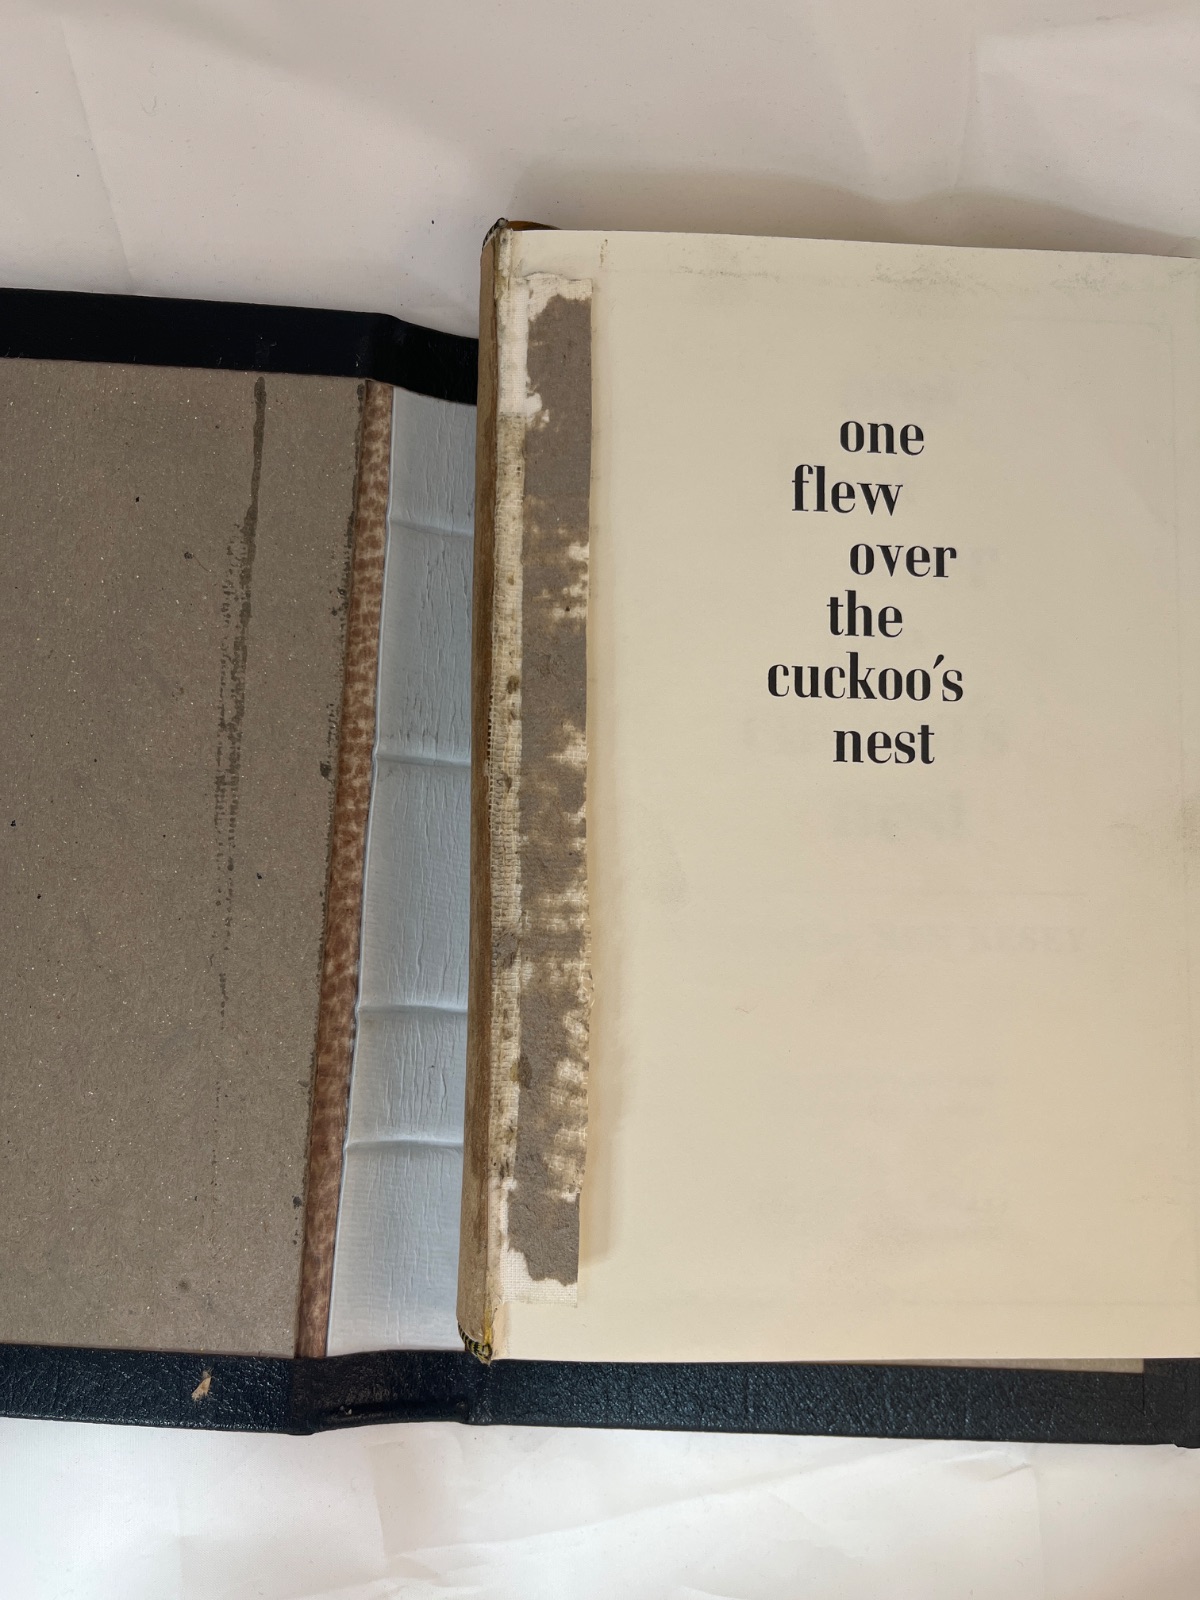 one
flew
over
the
cuckoo's
nest